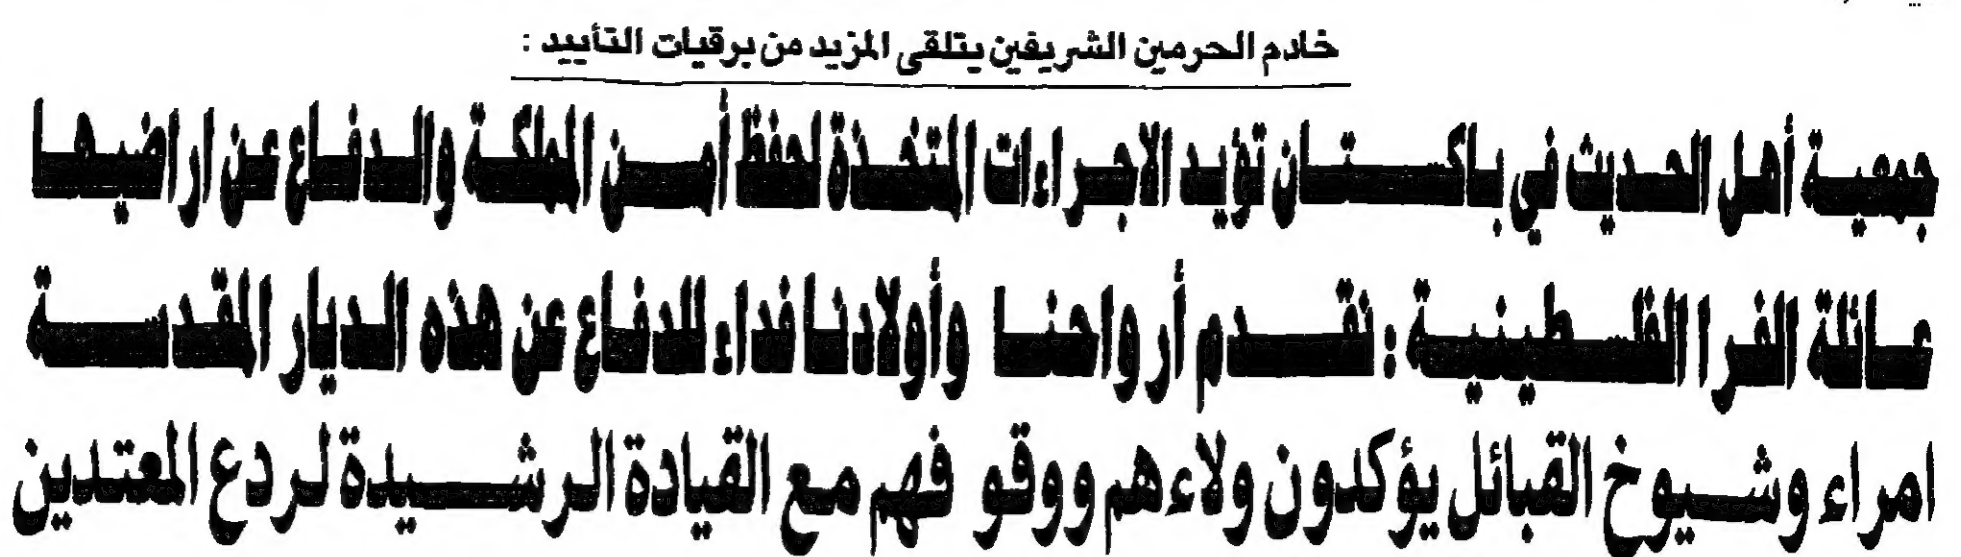 خادم الحرمين الشريفين يتلقى المزيد من برقيات التأييد :
جمعية أهل الحديث في باكستان تؤيد الاجراءات المتخذة لحفظ أمن المملكة والدفاع عن اراضيها
عائلة الفرا الفلسطينية : نقدم أرواحنا وأولادنا فداء للدفاع عن هذه الديار المقدسة
امراء وشيوخ القبائل يؤكدون ولاءهم ووقوفهم مع القيادة الرشيدة لردع المعتدين